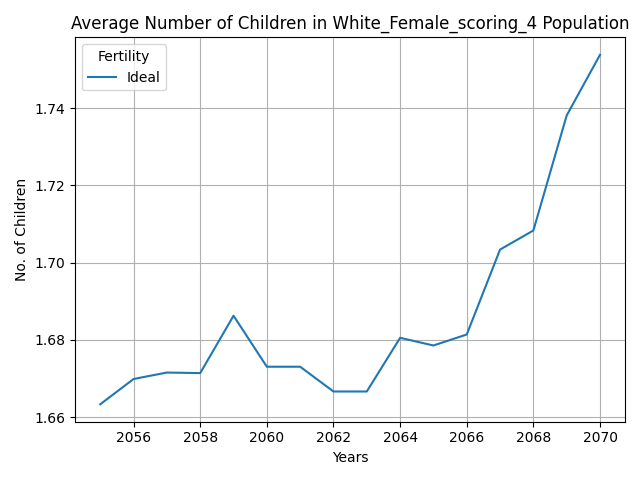 Average Number of Children in White_Female_scoring_4 Population
Fertility
Ideal
No. of Children
1.74
1.72
1.70
1.68
1.66
2056 2058 2060 2062 2064 2066 2068 2070
Years